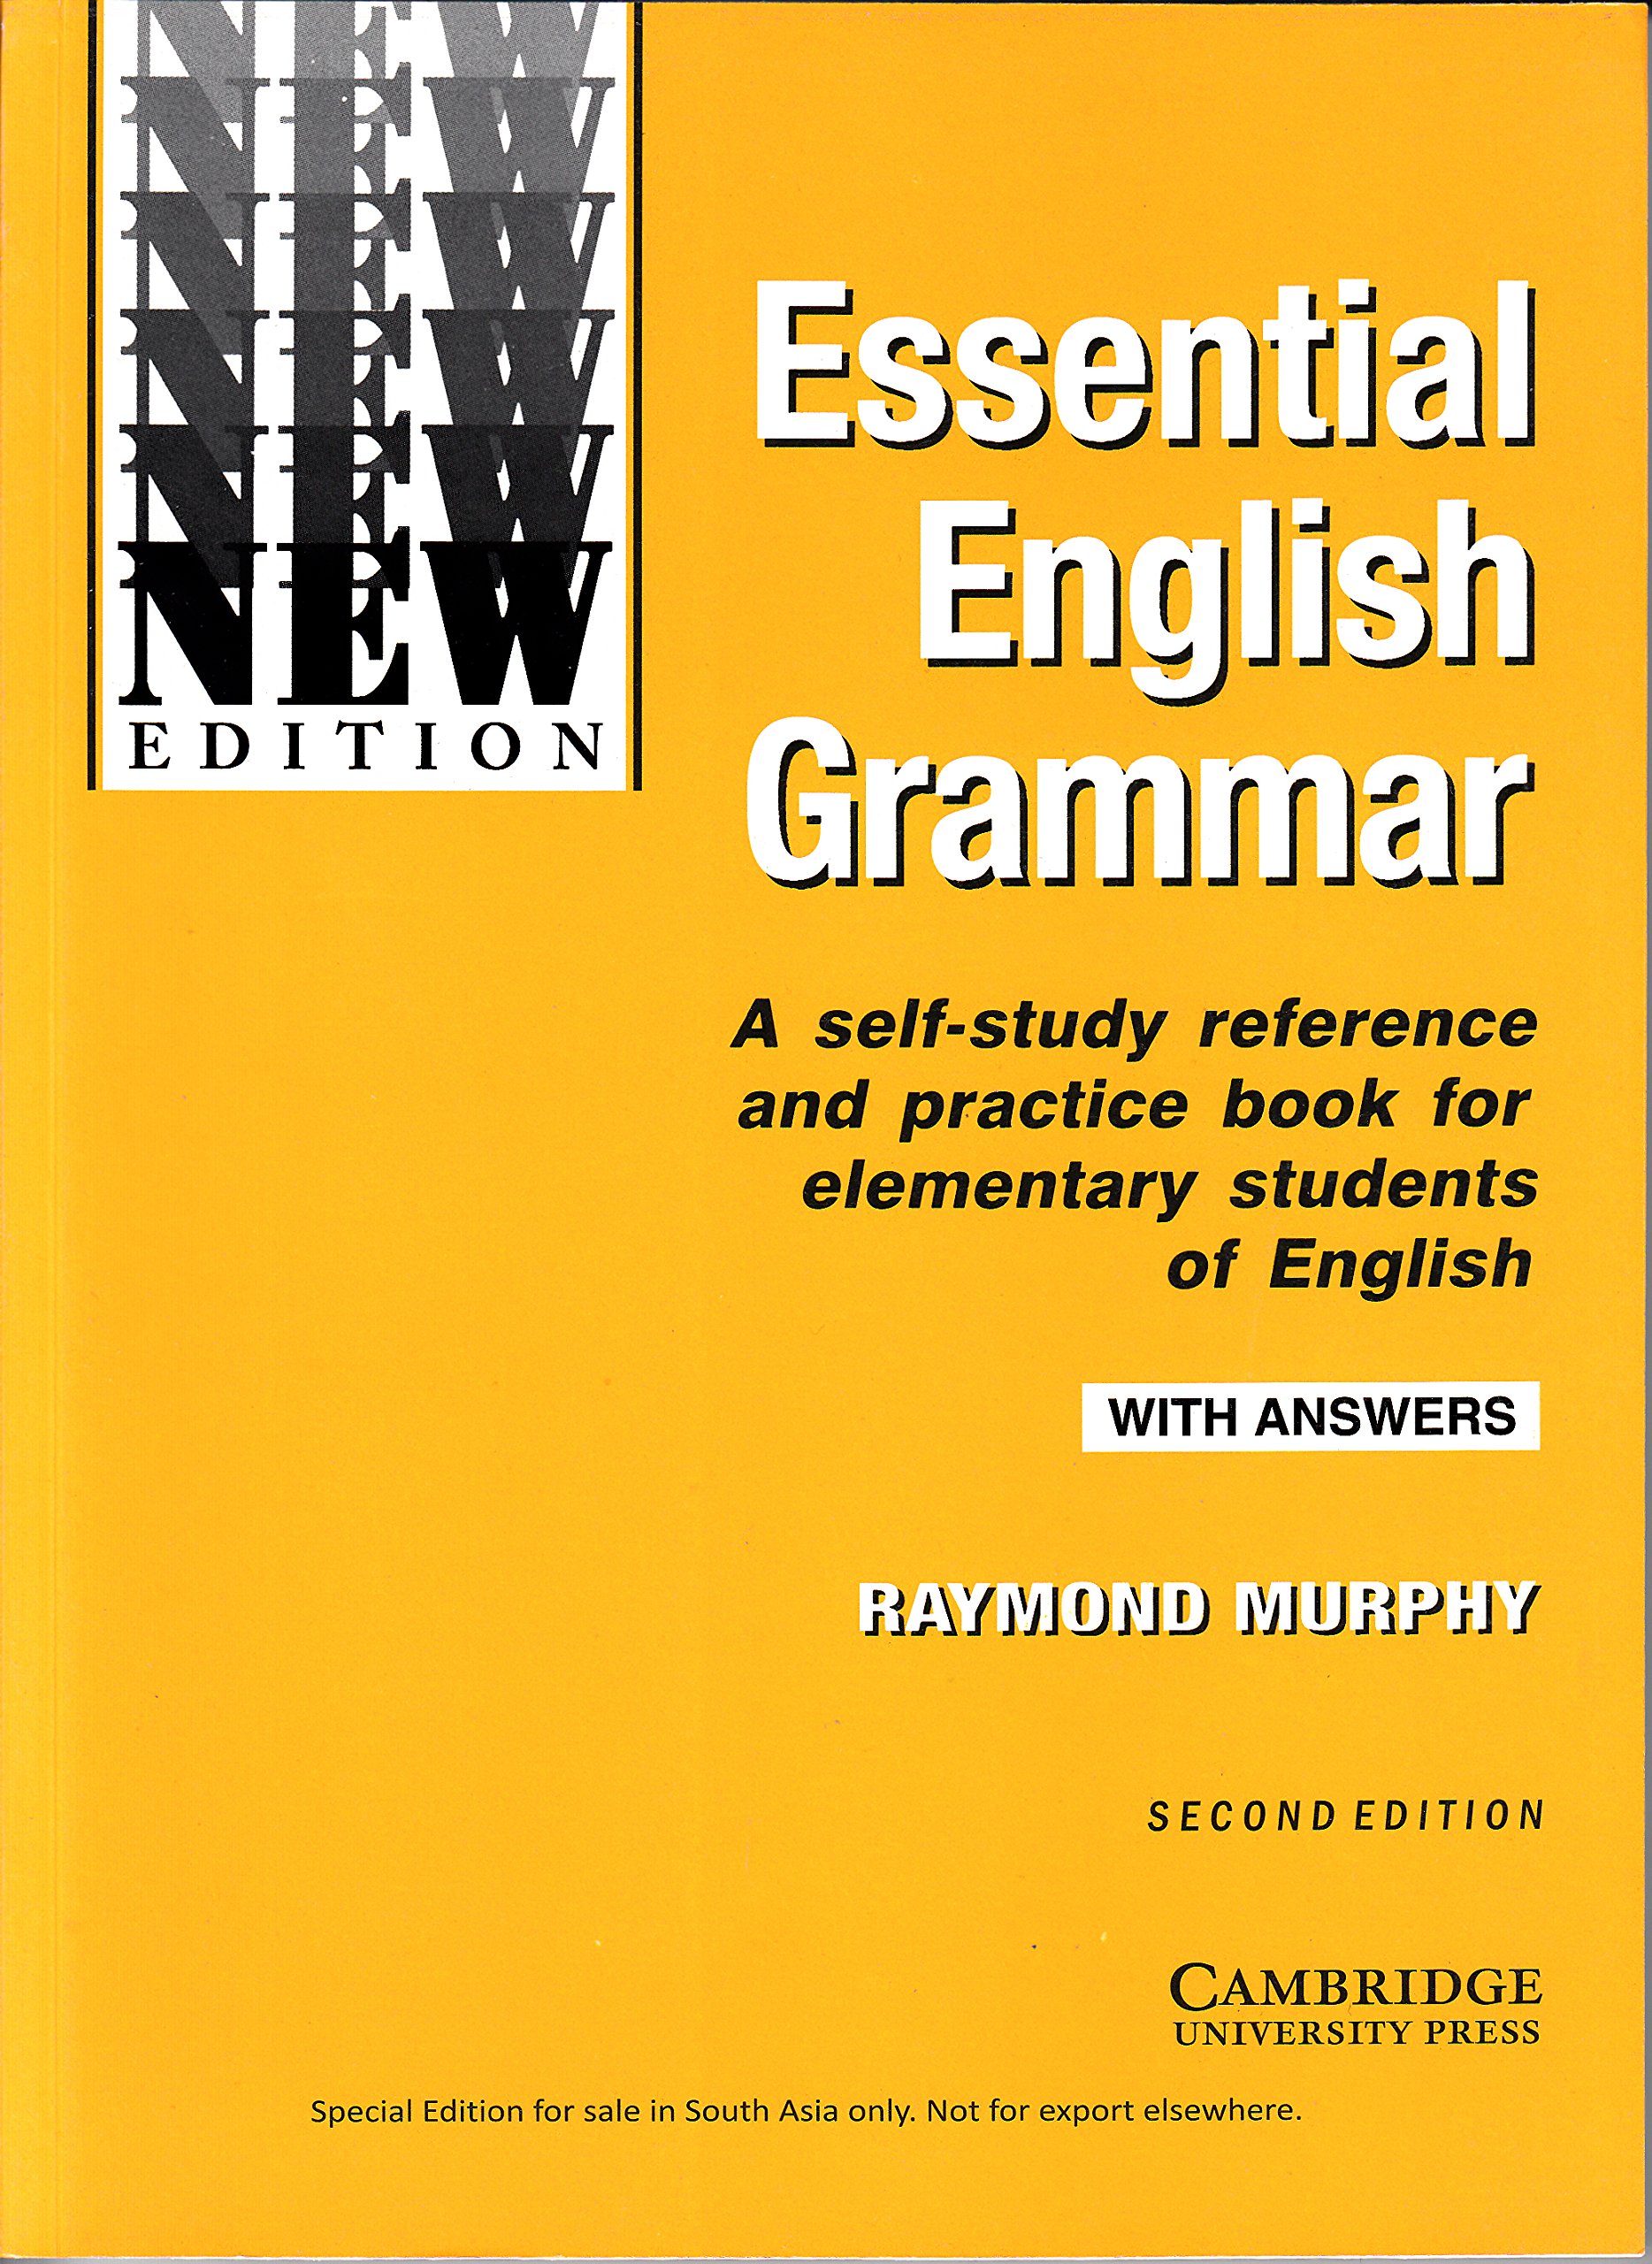 NEW
NEW
NEW
NEW
NEW
NEW
EDITION
Essential
English
Grammar
A self-study reference
and practice book for
elementary students
of English
WITH ANSWERS
RAYMOND MURPHY
SECOND EDITION
CAMBRIDGE
UNIVERSITY PRESS
Special Edition for sale in South Asia only. Not for export elsewhere.